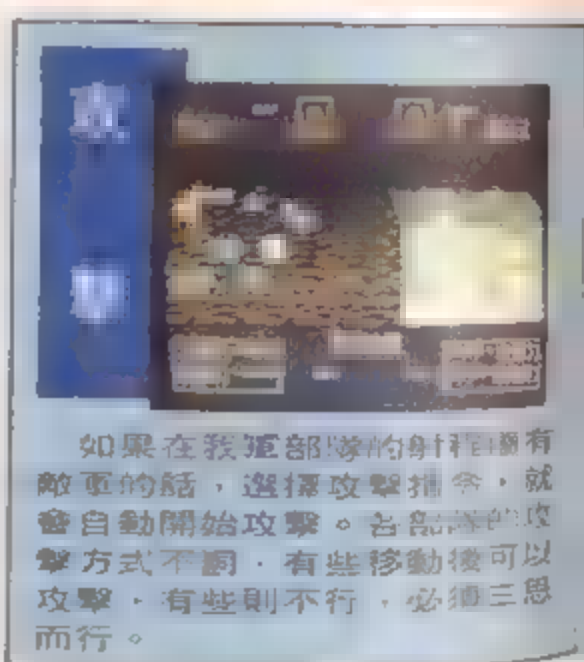 如果在我軍部隊的射程圈有
敵軍的話，選擇攻擊指令，就
會自動開始攻擊。各部隊的攻
擊方式不同，有些移動後可以
攻擊，有些則不行，必須三思
而行。